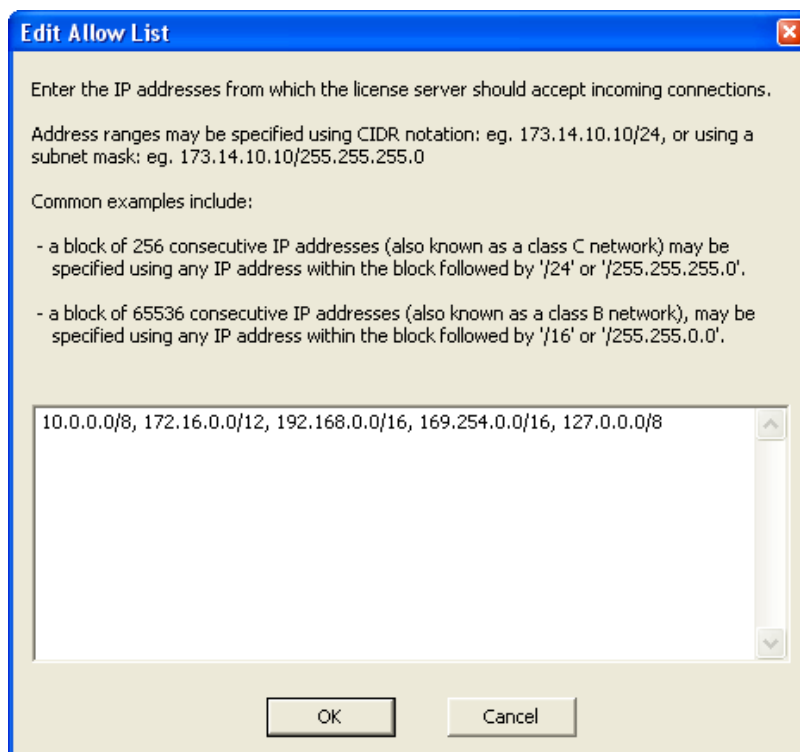 Edit Allow List
Enter the IP addresses from which the license server should accept incoming connections.
Address ranges may be specified using CIDR notation: eg. 173.14.10.10/24, or using a
subnet mask: eg. 173.14.10.10/255.255.255.0
Common examples include:
- a block of 256 consecutive IP addresses (also known as a class C network) may be
specified using any IP address within the block followed by '/24' or '/255.255.255.0'.
- a block of 65536 consecutive IP addresses (also known as a class B network), may be
specified using any IP address within the block followed by '/16' or '/255.255.0.0'.
10.0.0.0/8, 172.16.0.0/12, 192.168.0.0/16, 169.254.0.0/16, 127.0.0.0/8
OK Cancel